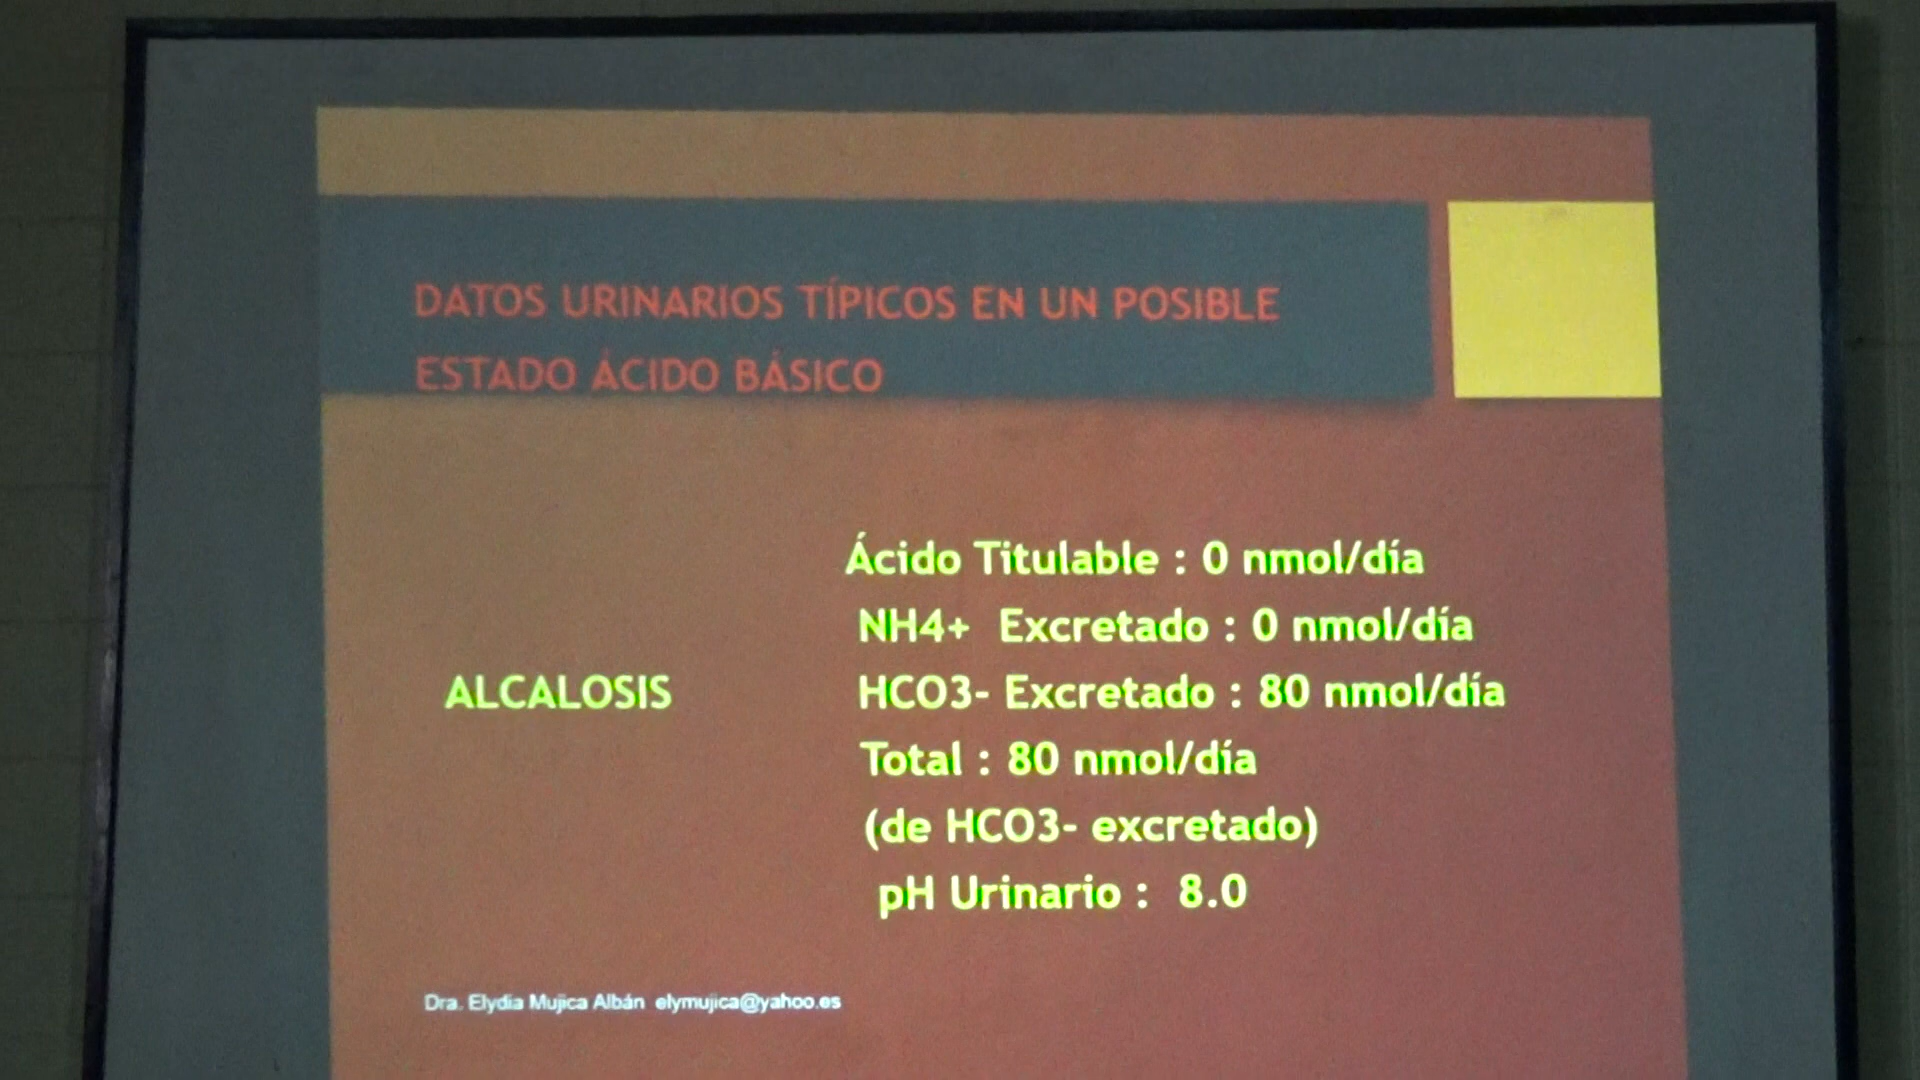 DATOS URINARIOS TÍPICOS EN UN POSIBLE
ESTADO ÁCIDO BÁSICO
Ácido Titulable : 0 nmol/día
NH4+ Excretado : 0 nmol/día
ALCALOSIS HCO3- Excretado : 80 nmol/día
Total : 80 nmol/día
(de HCO3- excretado)
pH Urinario : 8.0
Dra. Elydia Mujica Albán elymujica@yahoo.es